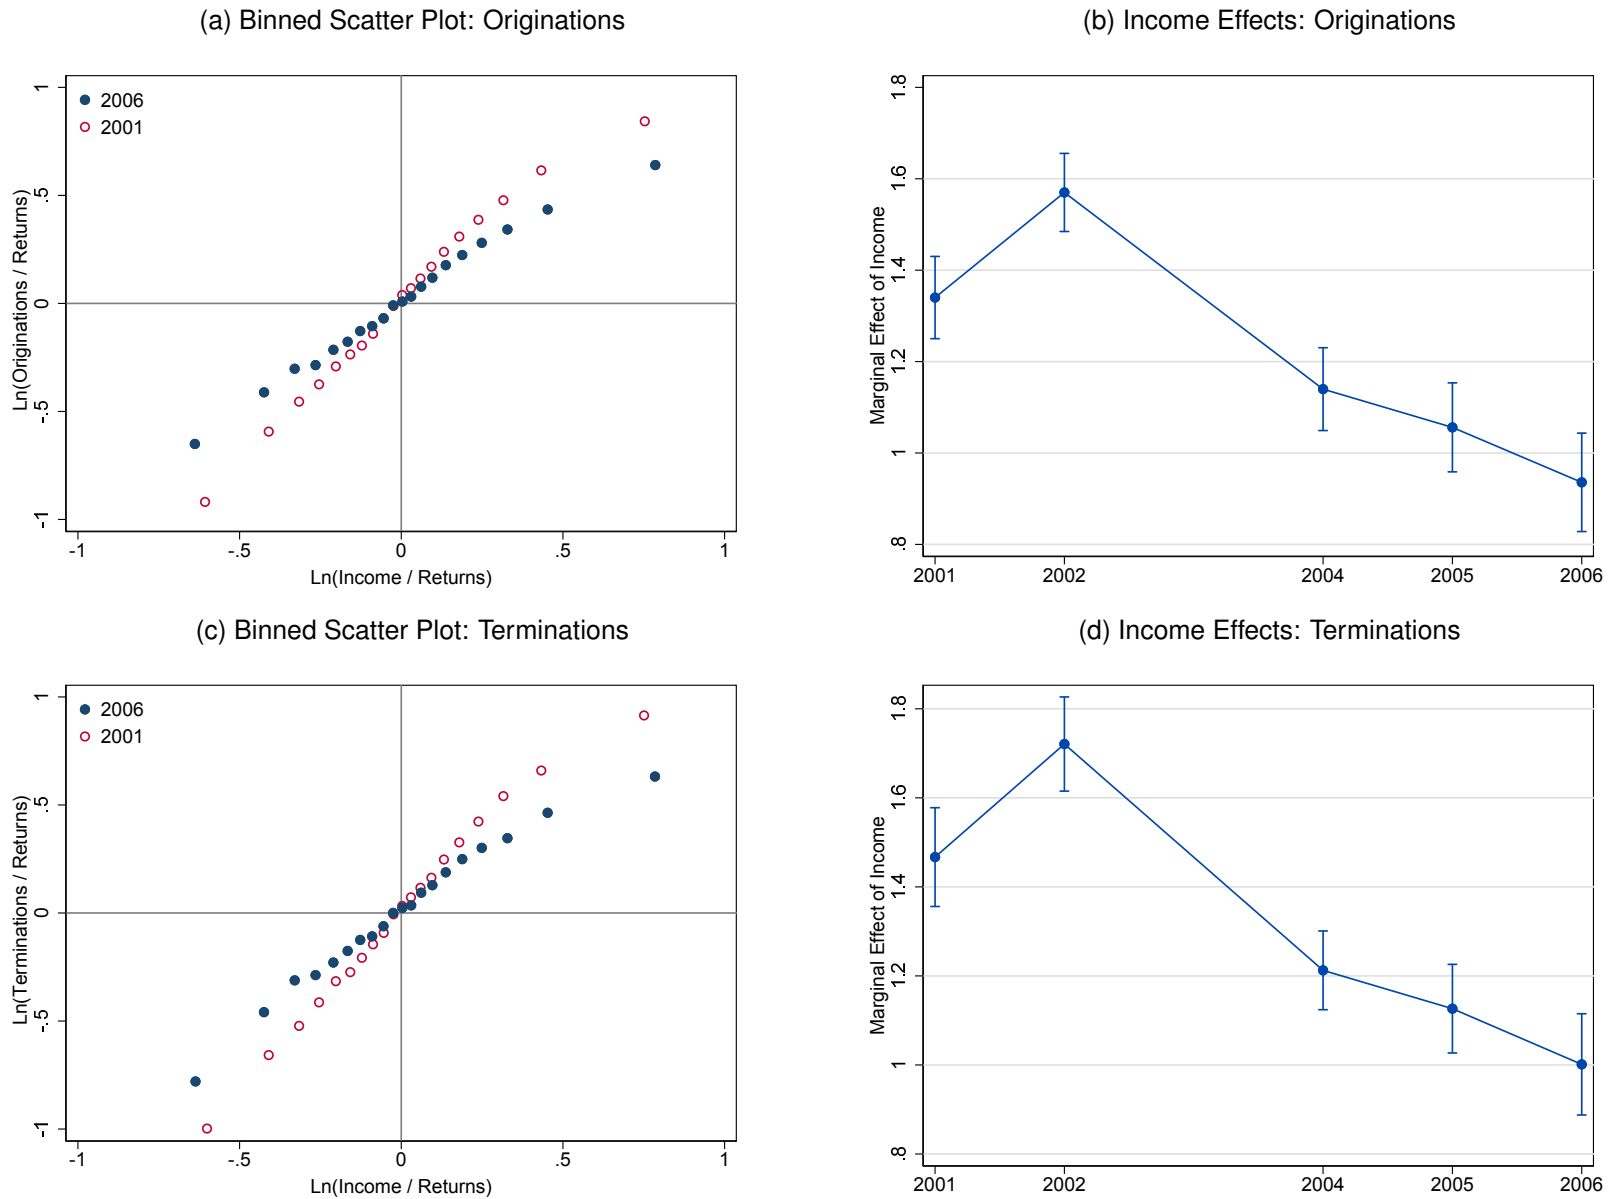 (a) Binned Scatter Plot: Originations
2006
2001
1
.5
0
-.5
-1
Ln(Originations / Returns)
-1 -.5 0 .5 1
Ln(Income / Returns)
(b) Income Effects: Originations
1.8
1.6
1.4
1.2
1
.8
Marginal Effect of Income
2001 2002 2004 2005 2006
(c) Binned Scatter Plot: Terminations
2006
2001
1
.5
0
-.5
-1
Ln(Terminations / Returns)
-1 -.5 0 .5 1
Ln(Income / Returns)
(d) Income Effects: Terminations
1.8
1.6
1.4
1.2
1
.8
Marginal Effect of Income
2001 2002 2004 2005 2006